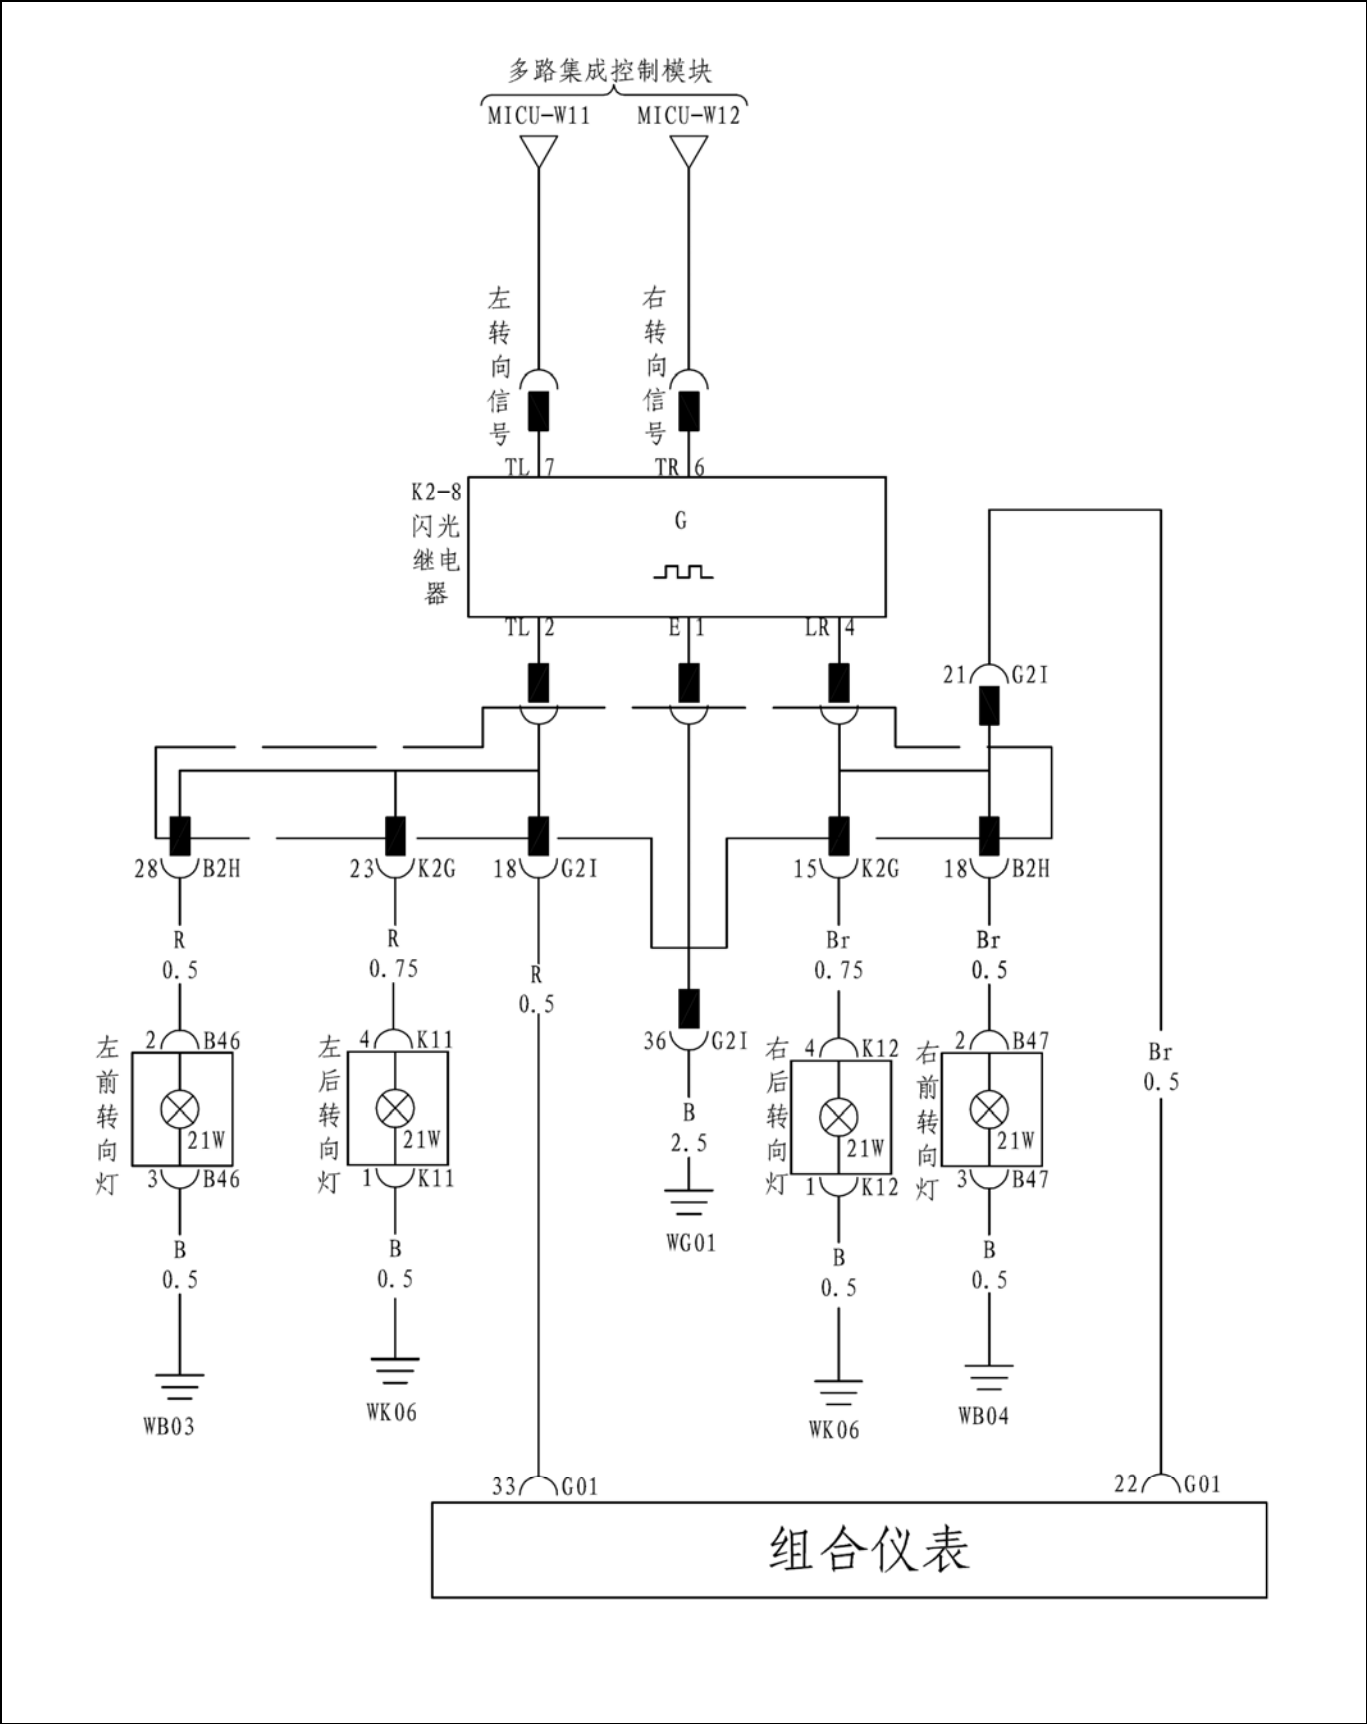 多路集成控制模块
MICU-W11 MICU-W12
左转向信号
右转向信号
TL 7
TR 6
K2-8
闪光
继电
器
G
TL 2
E 1
LR 4
21 G2I
28 B2H
23 K2G
18 G2I
15 K2G
18 B2H
R
0.5
R
0.75
R
0.5
Br
0.75
Br
0.5
36 G2I
左前转向灯
2 B46
21W
3 B46
左后转向灯
4 K11
21W
1 K11
B
2.5
WG01
右后转向灯
4 K12
21W
1 K12
右前转向灯
2 B47
21W
3 B47
Br
0.5
B
0.5
B
0.5
B
0.5
B
0.5
WB03
WK06
WK06
WB04
33 G01
22 G01
组合仪表